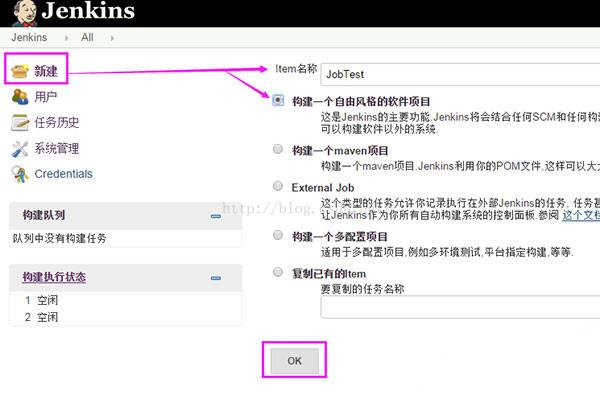 Jenkins
Jenkins
All
新建
用户
任务历史
系统管理
Credentials
构建队列
队列中没有构建任务
构建执行状态
1 空闲
2 空闲
Item名称
JobTest
构建一个自由风格的软件项目
这是Jenkins的主要功能.Jenkins将会结合任何SCM和任何构
可以构建软件以外的系统.
构建一个maven项目
构建一个maven项目.Jenkins利用你的POM文件,这样可以大大
External Job
这个类型的任务允许你记录执行在外部Jenkins的任务, 任务甚
让Jenkins作为你所有自动构建系统的控制面板.参阅 这个文档
构建一个多配置项目
适用于多配置项目,例如多环境测试,平台指定构建,等等.
复制已有的Item
要复制的任务名称
OK
http://blog.